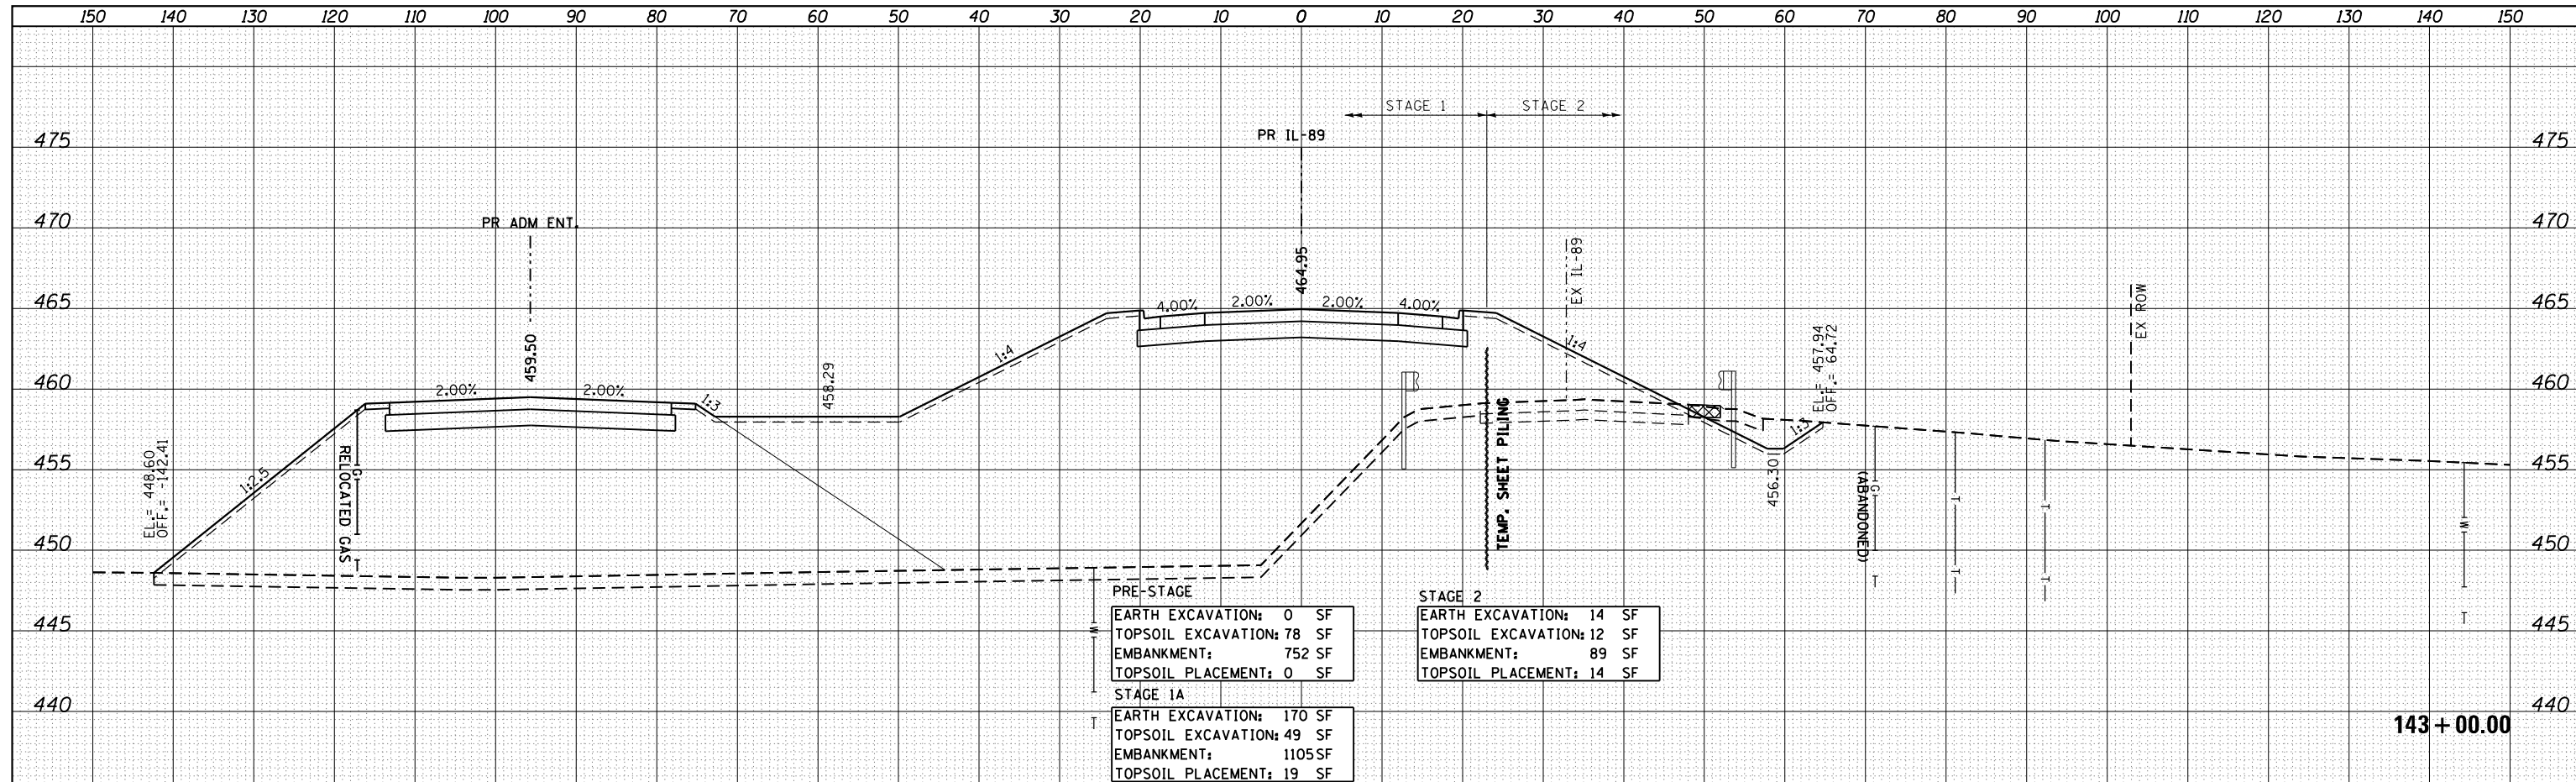 150 140 130 120 110 100 90 80 70 60 50 40 30 20 10 0 10 20 30 40 50 60 70 80 90 100 110 120 130 140 150
STAGE 1 STAGE 2
PR IL-89
475 475
470 470
PR ADM ENT.
464.95
EX IL-89
EX ROW
465 465
4.00% 2.00% 2.00% 4.00%
1:4
1:4
459.50
458.29
EL.= 457.94
OFF.= 64.72
460 460
2.00% 2.00%
1:3
1:3
EL.= 448.60
OFF.= -142.41
1:2.5
G
RELOCATED GAS
T
TEMP. SHEET PILING
456.30
455 455
G
(ABANDONED)
T
T
T
T
T
W
T
450 450
W
T
445 445
440 440
PRE-STAGE
EARTH EXCAVATION: 0 SF
TOPSOIL EXCAVATION: 78 SF
EMBANKMENT: 752 SF
TOPSOIL PLACEMENT: 0 SF
STAGE 1A
EARTH EXCAVATION: 170 SF
TOPSOIL EXCAVATION: 49 SF
EMBANKMENT: 1105 SF
TOPSOIL PLACEMENT: 19 SF
STAGE 2
EARTH EXCAVATION: 14 SF
TOPSOIL EXCAVATION: 12 SF
EMBANKMENT: 89 SF
TOPSOIL PLACEMENT: 14 SF
143+00.00